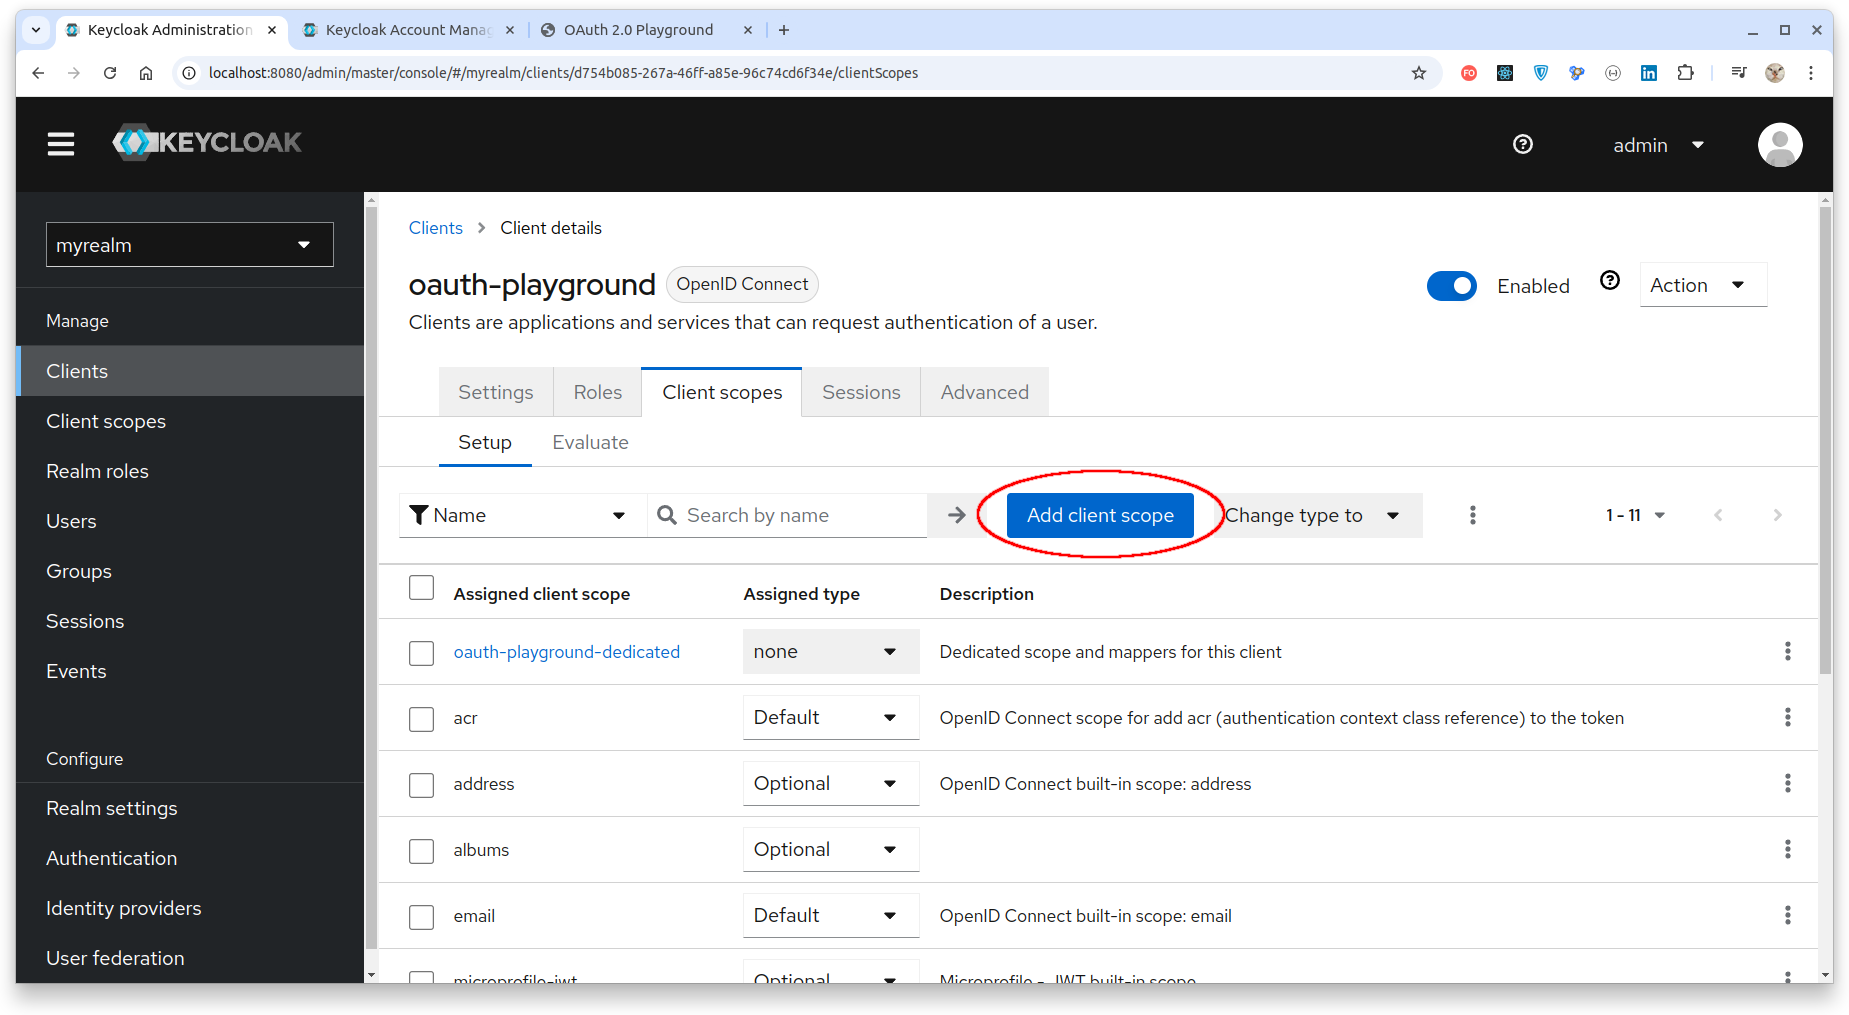 Keycloak Administration
Keycloak Account Manag
OAuth 2.0 Playground
localhost:8080/admin/master/console/#/myrealm/clients/d754b085-267a-46ff-a85e-96c74cd6f34e/clientScopes
FO
in
KEYCLOAK
admin
myrealm
Manage
Clients
Client scopes
Realm roles
Users
Groups
Sessions
Events
Configure
Realm settings
Authentication
Identity providers
User federation
Clients
Client details
oauth-playground
OpenID Connect
Enabled
Action
Clients are applications and services that can request authentication of a user.
Settings
Roles
Client scopes
Sessions
Advanced
Setup
Evaluate
Name
Search by name
Add client scope
Change type to
1 - 11
Assigned client scope
Assigned type
Description
oauth-playground-dedicated
none
Dedicated scope and mappers for this client
acr
Default
OpenID Connect scope for add acr (authentication context class reference) to the token
address
Optional
OpenID Connect built-in scope: address
albums
Optional
email
Default
OpenID Connect built-in scope: email
microprofile-jwt
Optional
Microprofile - JWT built-in scope